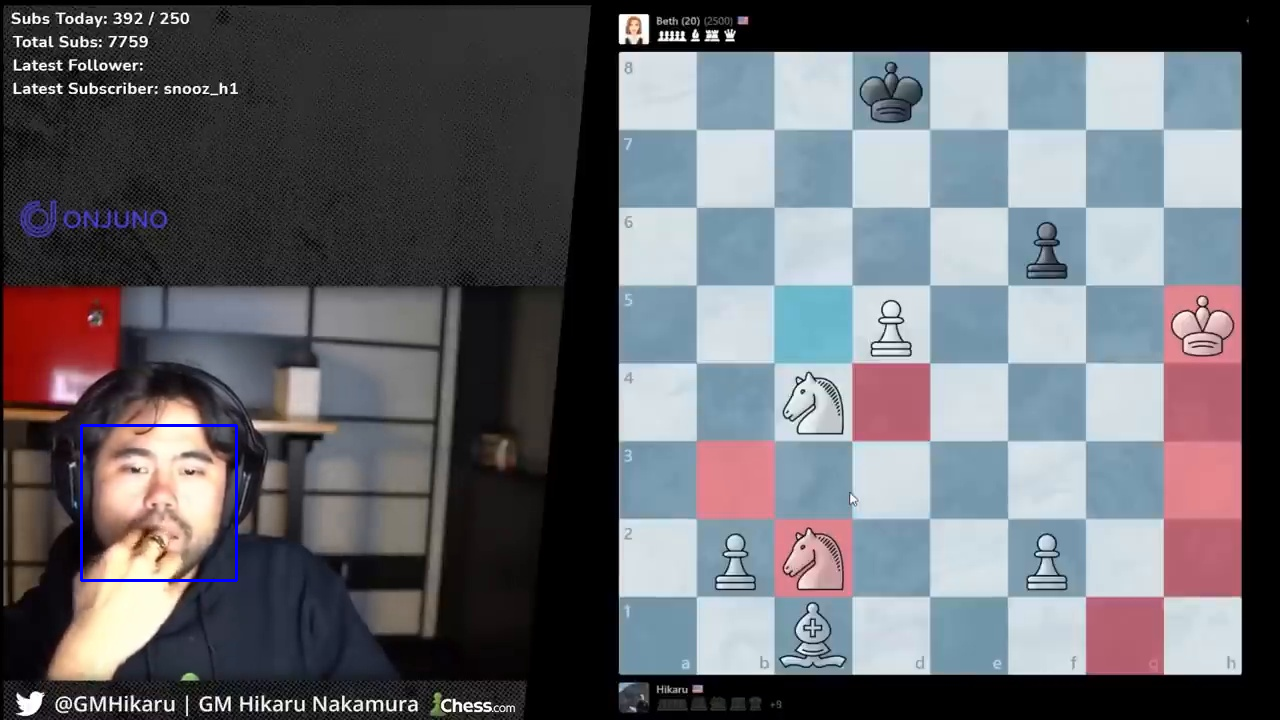 Subs Today: 392 / 250
Total Subs: 7759
Latest Follower:
Latest Subscriber: snooz_h1
ONJUNO
@GMHikaru | GM Hikaru Nakamura Chess.com
Beth (20) (2500)
8
7
6
5
4
3
2
1
a b d e f g h
Hikaru
+9